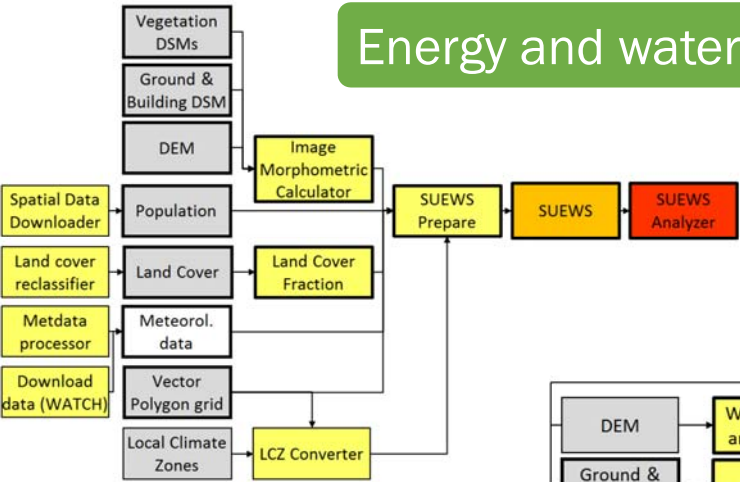 Energy and water
Vegetation
DSMs
Ground &
Building DSM
DEM
Image
Morphometric
Calculator
Spatial Data
Downloader
Population
SUEWS
Prepare
SUEWS
SUEWS
Analyzer
Land cover
reclassifier
Land Cover
Land Cover
Fraction
Metdata
processor
Meteorol.
data
Download
data (WATCH)
Vector
Polygon grid
Local Climate
Zones
LCZ Converter
DEM
Ground &